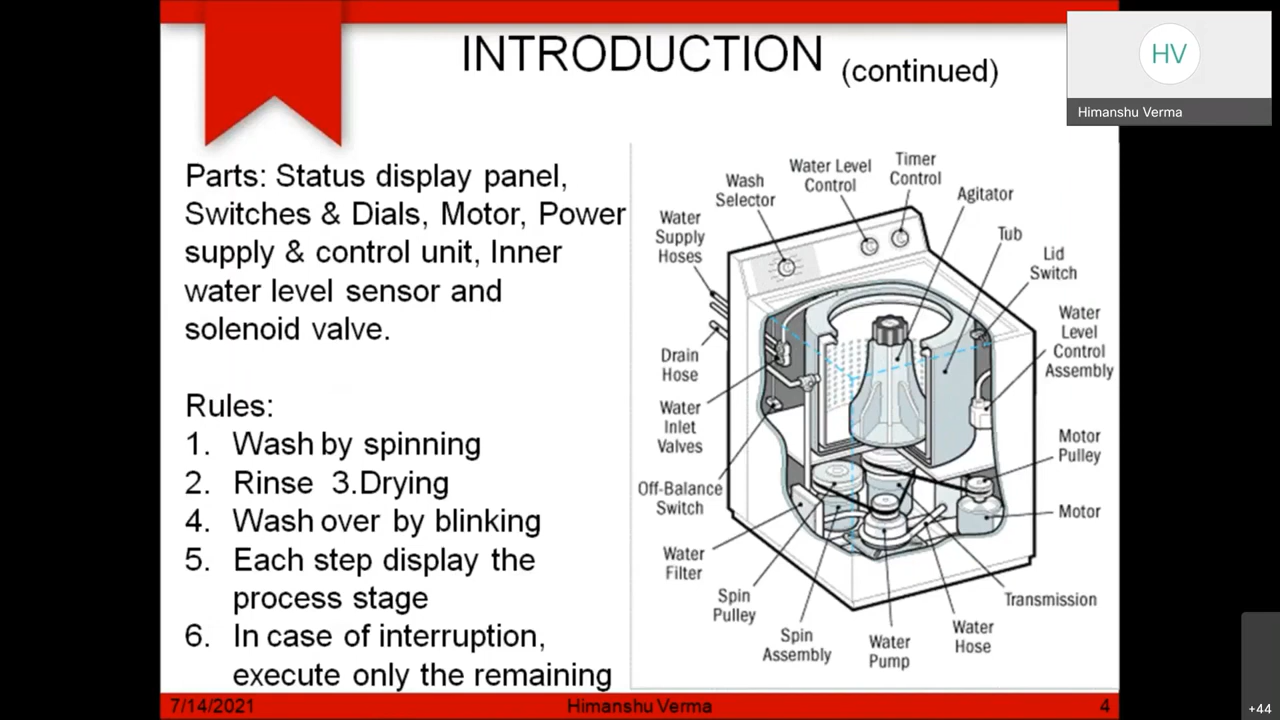 INTRODUCTION (continued)
HV
Himanshu Verma
Parts: Status display panel,
Switches & Dials, Motor, Power
supply & control unit, Inner
water level sensor and
solenoid valve.
Rules:
1. Wash by spinning
2. Rinse 3.Drying
4. Wash over by blinking
5. Each step display the
process stage
6. In case of interruption,
execute only the remaining
Water Level
Control
Timer
Control
Wash
Selector
Agitator
Water
Supply
Hoses
Tub
Lid
Switch
Water
Level
Control
Assembly
Drain
Hose
Water
Inlet
Valves
Motor
Pulley
Off-Balance
Switch
Motor
Water
Filter
Spin
Pulley
Transmission
Spin
Assembly
Water
Pump
Water
Hose
7/14/2021
Himanshu Verma
4
+44